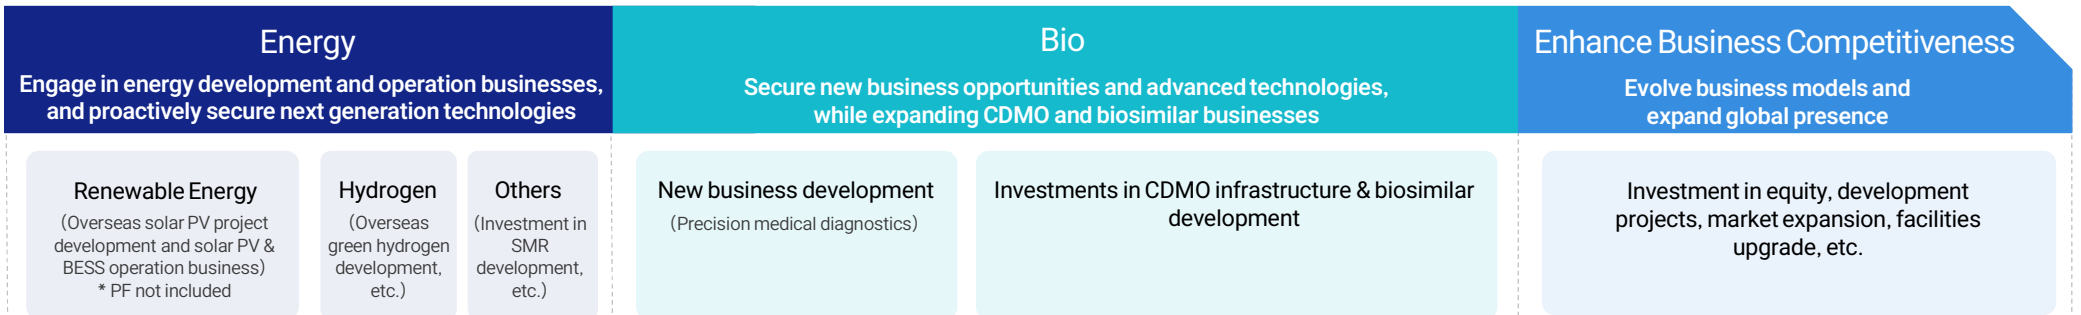 Energy
Engage in energy development and operation businesses,
and proactively secure next generation technologies
Renewable Energy
(Overseas solar PV project
development and solar PV &
BESS operation business)
* PF not included
Hydrogen
(Overseas
green hydrogen
development,
etc.)
Others
(Investment in
SMR
development,
etc.)
Bio
Secure new business opportunities and advanced technologies,
while expanding CDMO and biosimilar businesses
New business development
(Precision medical diagnostics)
Investments in CDMO infrastructure & biosimilar
development
Enhance Business Competitiveness
Evolve business models and
expand global presence
Investment in equity, development
projects, market expansion, facilities
upgrade, etc.